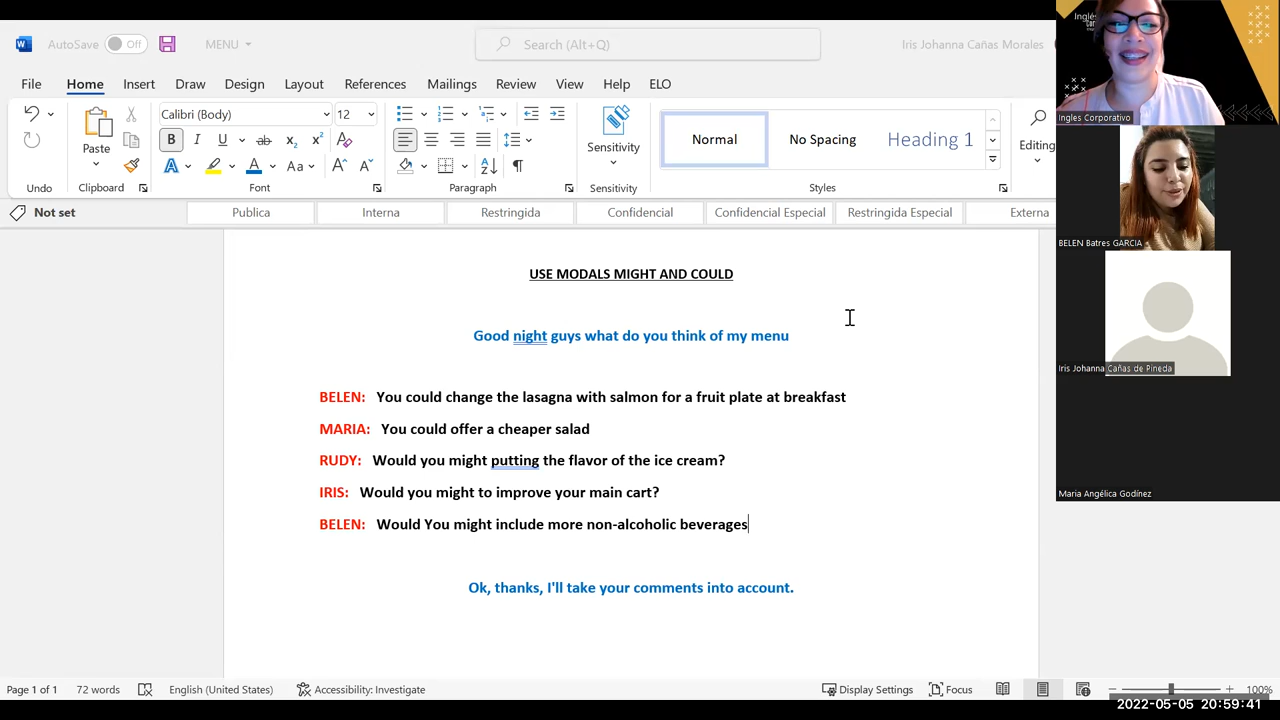 AutoSave Off MENU Search (Alt+Q) Iris Johanna Cañas Morales
File Home Insert Draw Design Layout References Mailings Review View Help ELO
Calibri (Body) 12
Paste Sensitivity Normal No Spacing Heading 1 Editing
Undo Clipboard Font Paragraph Sensitivity Styles
Not set Publica Interna Restringida Confidencial Confidencial Especial Restringida Especial Externa
USE MODALS MIGHT AND COULD
Good night guys what do you think of my menu
BELEN: You could change the lasagna with salmon for a fruit plate at breakfast
MARIA: You could offer a cheaper salad
RUDY: Would you might putting the flavor of the ice cream?
IRIS: Would you might to improve your main cart?
BELEN: Would You might include more non-alcoholic beverages
Ok, thanks, I'll take your comments into account.
Page 1 of 1 72 words English (United States) Accessibility: Investigate Display Settings Focus 100%
Ingles Corporativo
BELEN Batres GARCIA
Iris Johanna Cañas de Pineda
Maria Angélica Godínez
2022-05-05 20:59:41